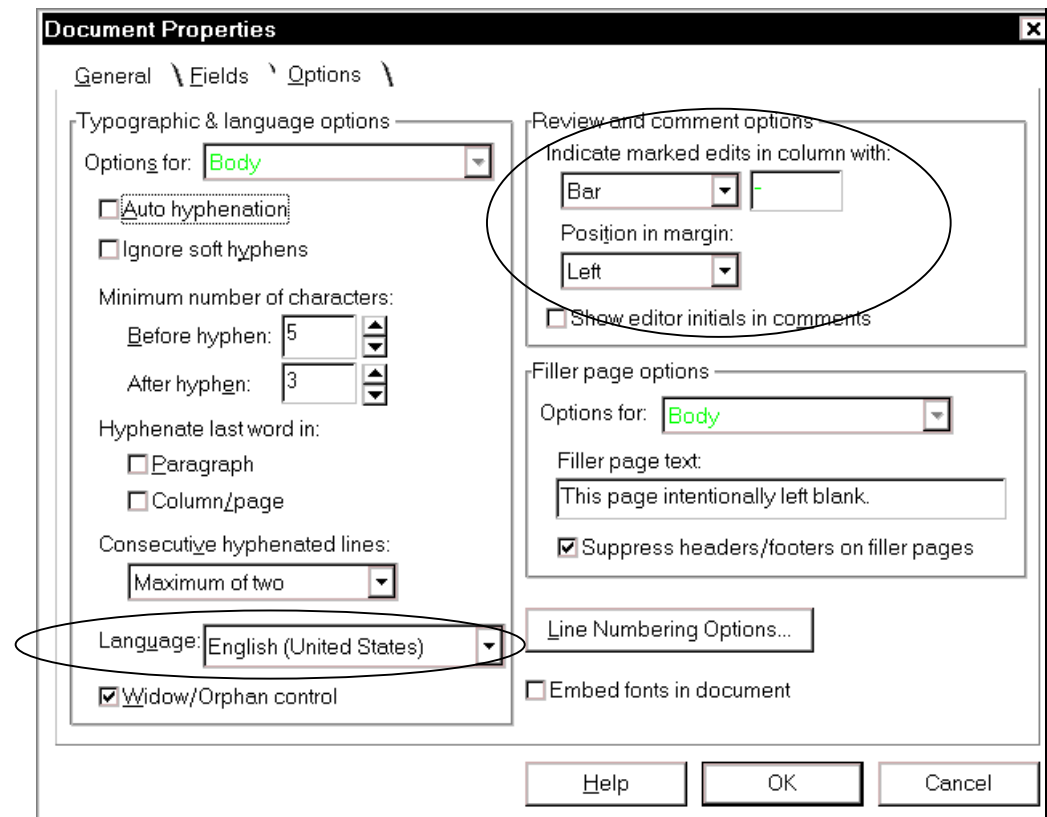 Document Properties
General Fields Options
Typographic & language options
Options for: Body
Auto hyphenation
Ignore soft hyphens
Minimum number of characters:
Before hyphen: 5
After hyphen: 3
Hyphenate last word in:
Paragraph
Column/page
Consecutive hyphenated lines:
Maximum of two
Language: English (United States)
Widow/Orphan control
Review and comment options
Indicate marked edits in column with:
Bar -
Position in margin:
Left
Show editor initials in comments
Filler page options
Options for: Body
Filler page text:
This page intentionally left blank.
Suppress headers/footers on filler pages
Line Numbering Options...
Embed fonts in document
Help OK Cancel